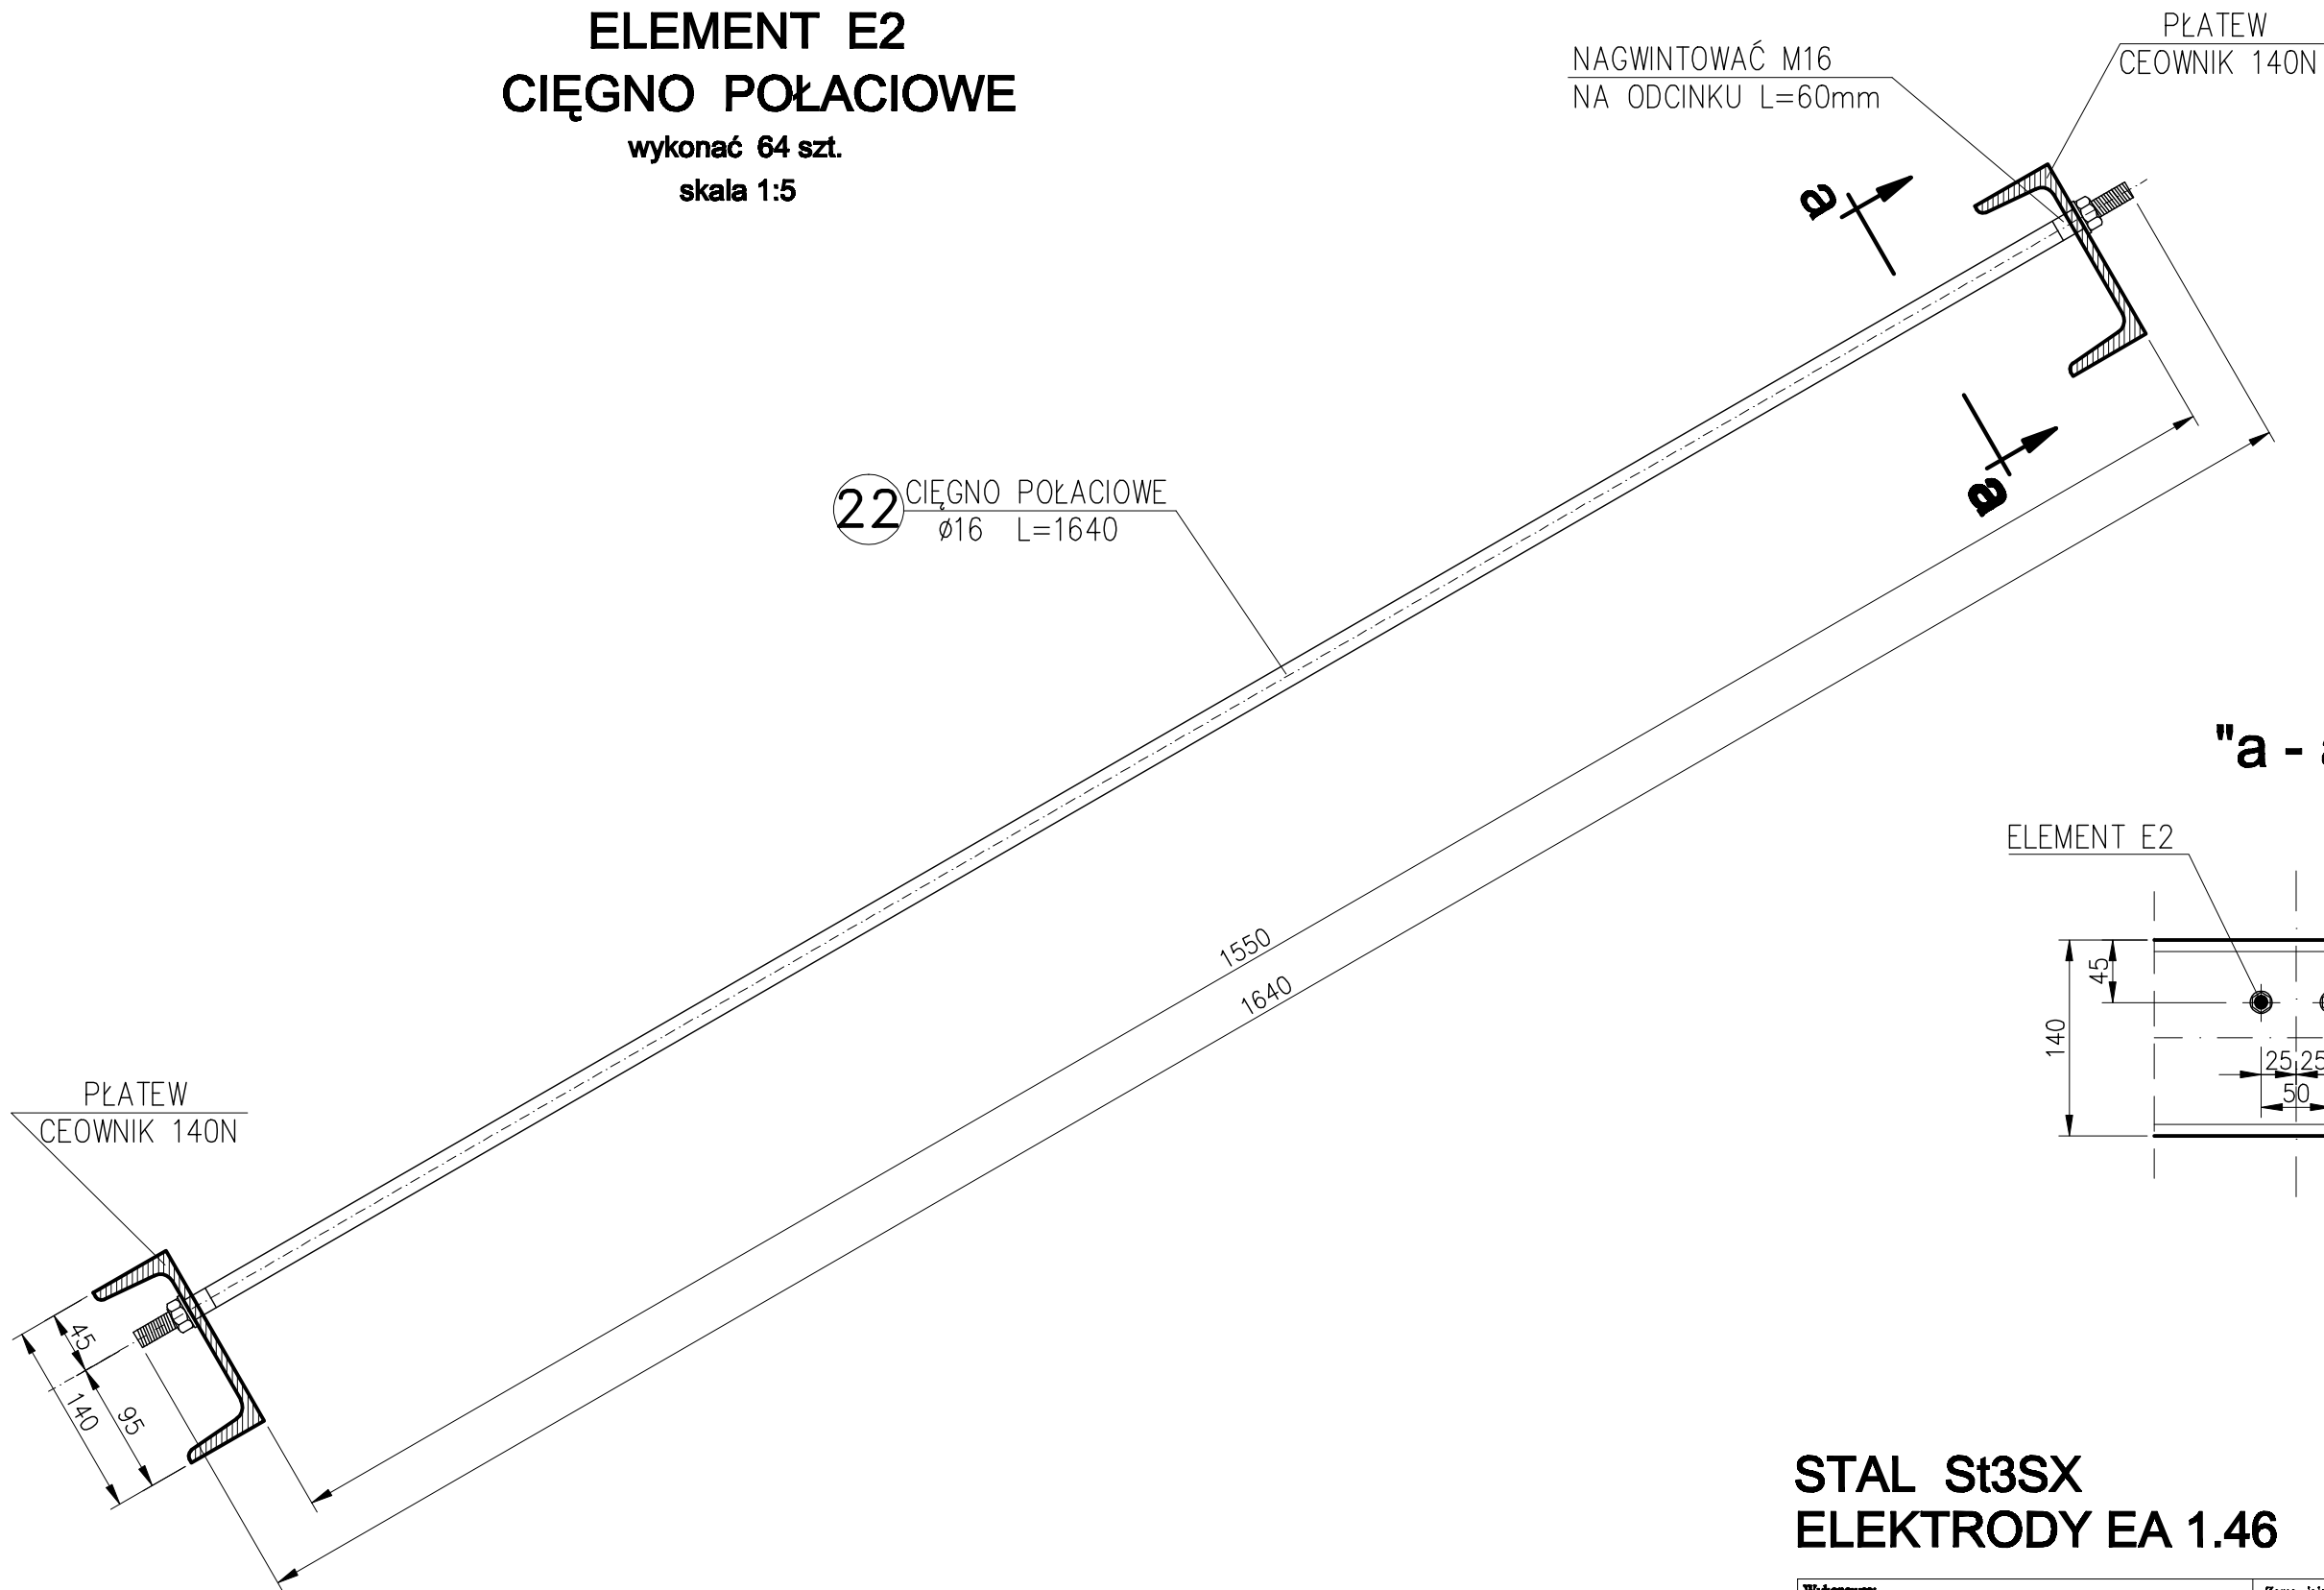 ELEMENT E2
CIĘGNO POŁACIOWE
wykonać 64 szt.
skala 1:5
NAGWINTOWAĆ M16
NA ODCINKU L=60mm
PŁATEW
CEOWNIK 140N
a
a
22
CIĘGNO POŁACIOWE
ø16 L=1640
1550
1640
"a -
ELEMENT E2
45
140
25 25
50
PŁATEW
CEOWNIK 140N
45
95
140
STAL St3SX
ELEKTRODY EA 1.46